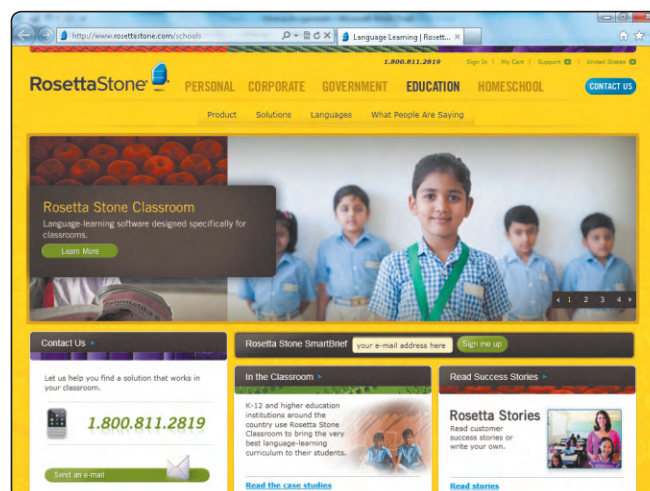 http://www.rosettastone.com/schools
Language Learning | Rosett...
1.800.811.2819 Sign In | My Cart | Support | United States
RosettaStone
PERSONAL CORPORATE GOVERNMENT EDUCATION HOMESCHOOL CONTACT US
Product Solutions Languages What People Are Saying
Rosetta Stone Classroom
Language-learning software designed specifically for
classrooms.
Learn More
1 2 3 4
Contact Us
Let us help you find a solution that works in
your classroom.
1.800.811.2819
Send an e-mail
Rosetta Stone SmartBrief your e-mail address here Sign me up
In the Classroom
K-12 and higher education
institutions around the
country use Rosetta Stone
Classroom to bring the very
best language-learning
curriculum to their students.
Read the case studies
Read Success Stories
Rosetta Stories
Read customer
success stories or
write your own.
Read stories